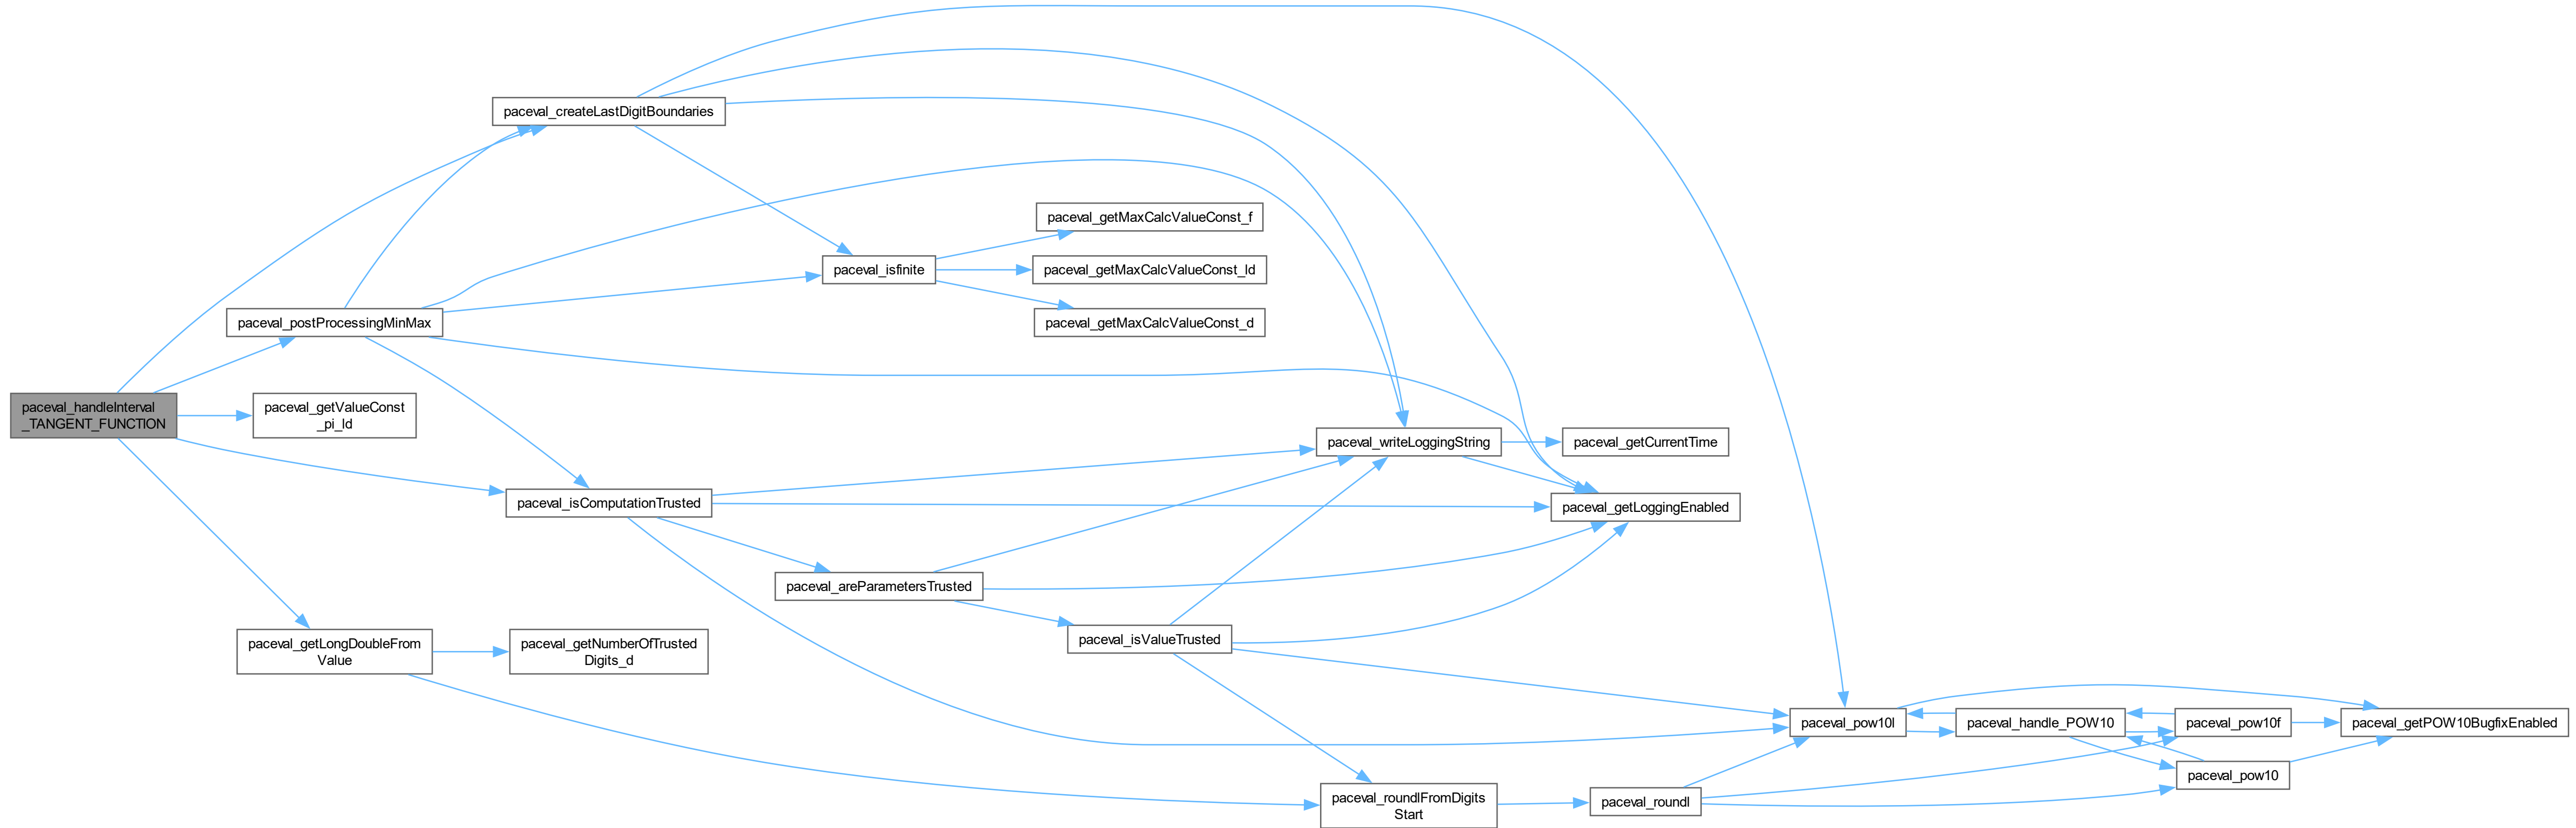 paceval_createLastDigitBoundaries
paceval_getMaxCalcValueConst_f
paceval_isfinite
paceval_getMaxCalcValueConst_ld
paceval_postProcessingMinMax
paceval_getMaxCalcValueConst_d
paceval_handleInterval
_TANGENT_FUNCTION
paceval_getValueConst
_pi_ld
paceval_writeLoggingString
paceval_getCurrentTime
paceval_isComputationTrusted
paceval_getLoggingEnabled
paceval_areParametersTrusted
paceval_isValueTrusted
paceval_getLongDoubleFrom
Value
paceval_getNumberOfTrusted
Digits_d
paceval_pow10l
paceval_handle_POW10
paceval_pow10f
paceval_getPOW10BugfixEnabled
paceval_pow10
paceval_roundlFromDigits
Start
paceval_roundl